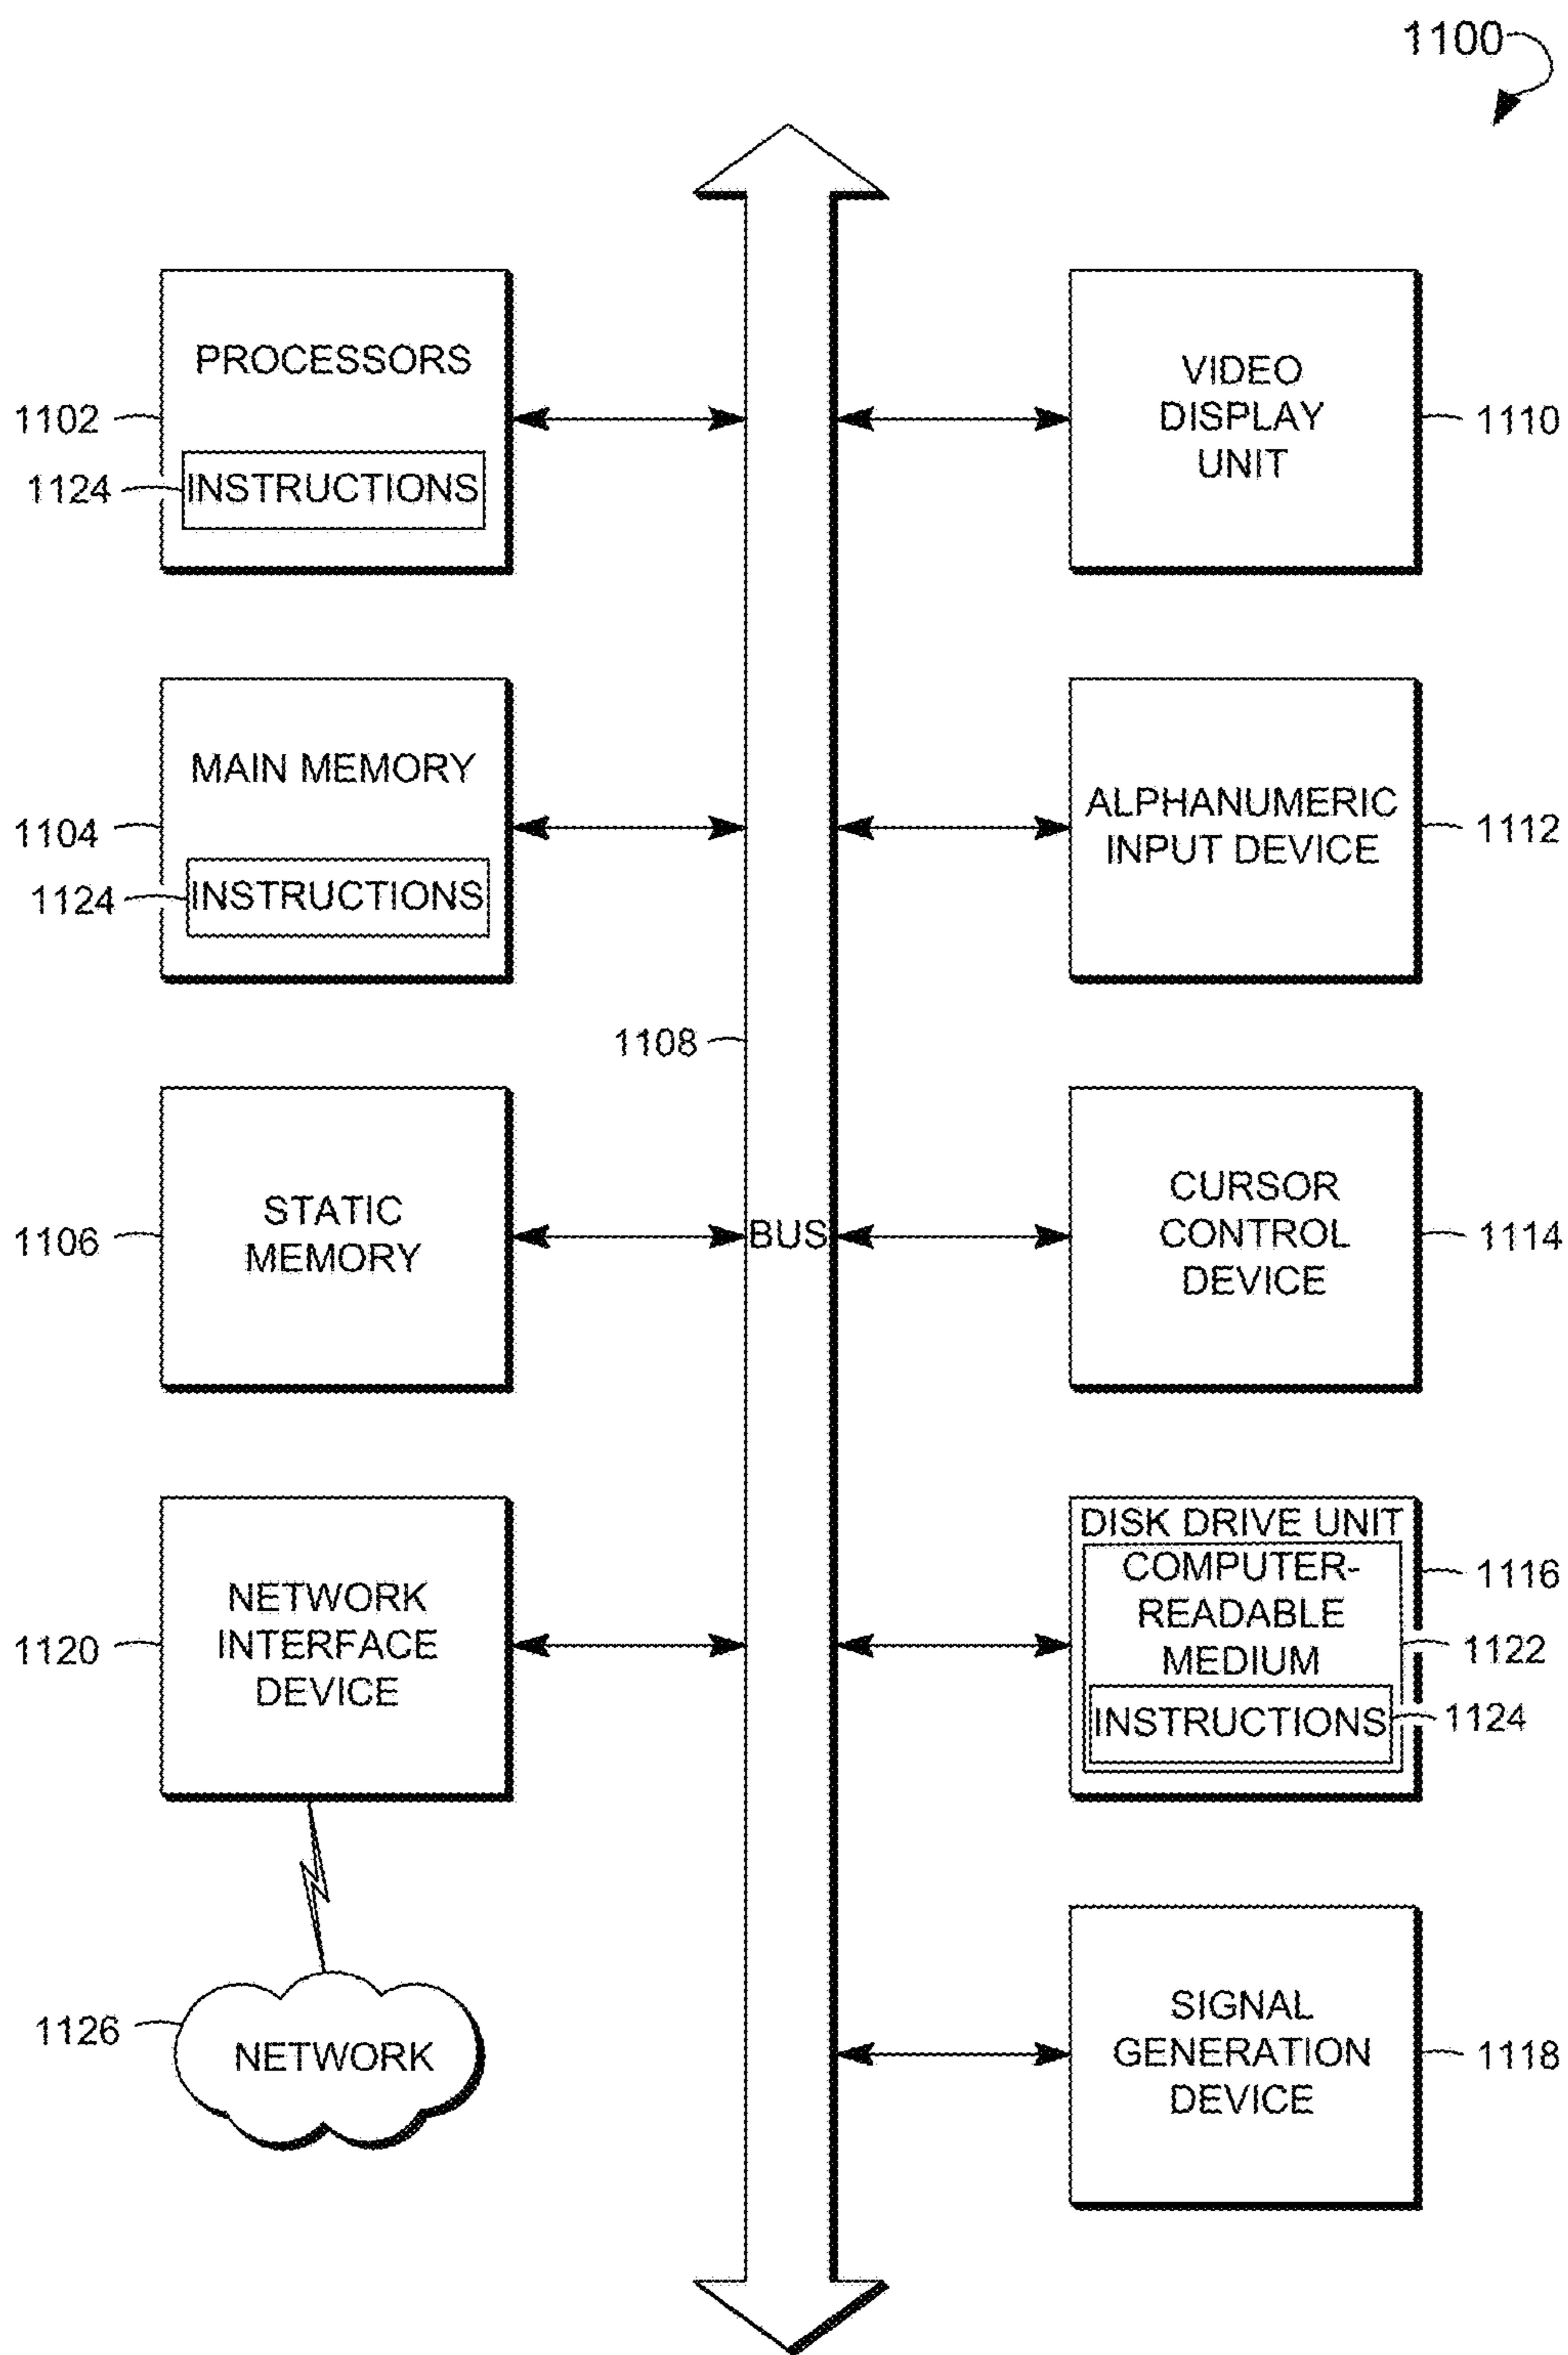 1100
PROCESSORS
1102
1124
INSTRUCTIONS
VIDEO
DISPLAY
UNIT
1110
MAIN MEMORY
1104
1124
INSTRUCTIONS
ALPHANUMERIC
INPUT DEVICE
1112
1108
BUS
STATIC
MEMORY
1106
CURSOR
CONTROL
DEVICE
1114
NETWORK
INTERFACE
DEVICE
1120
DISK DRIVE UNIT
COMPUTER-
READABLE
MEDIUM
INSTRUCTIONS
1116
1122
1124
1126
NETWORK
SIGNAL
GENERATION
DEVICE
1118